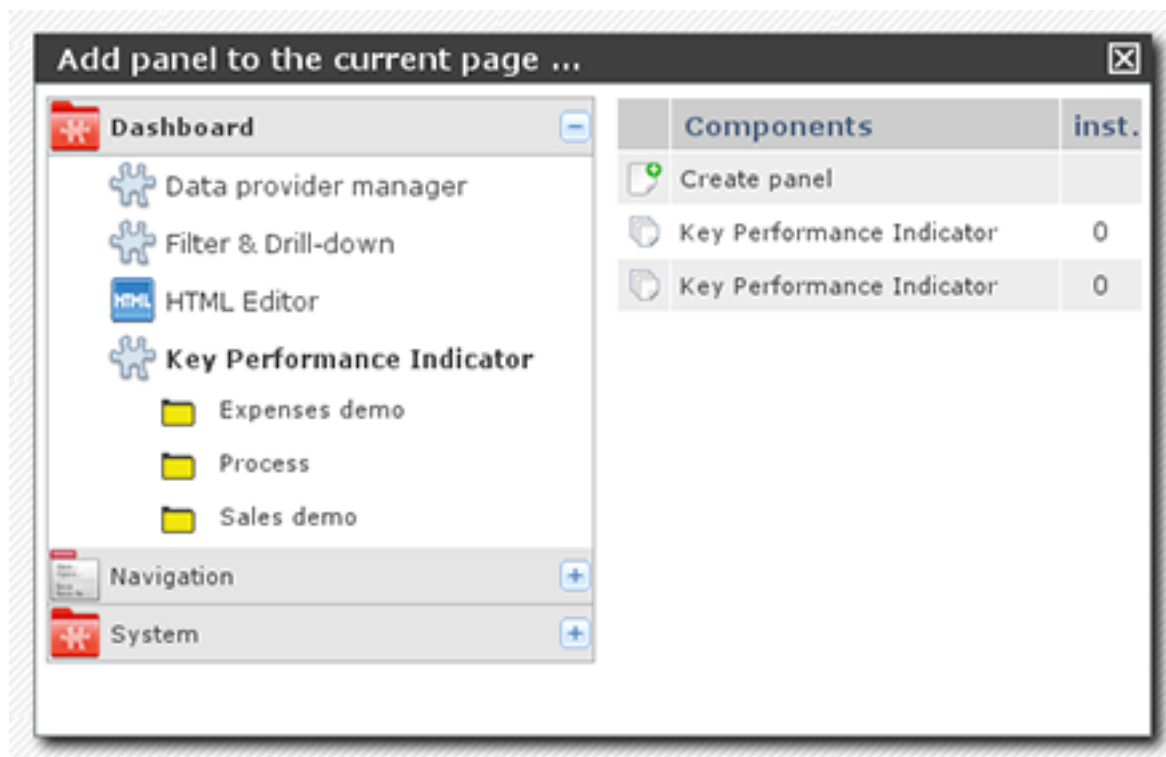 Add panel to the current page ...
Dashboard
Data provider manager
Filter & Drill-down
HTML
HTML Editor
Key Performance Indicator
Expenses demo
Process
Sales demo
Navigation
System
Components inst.
Create panel
Key Performance Indicator 0
Key Performance Indicator 0